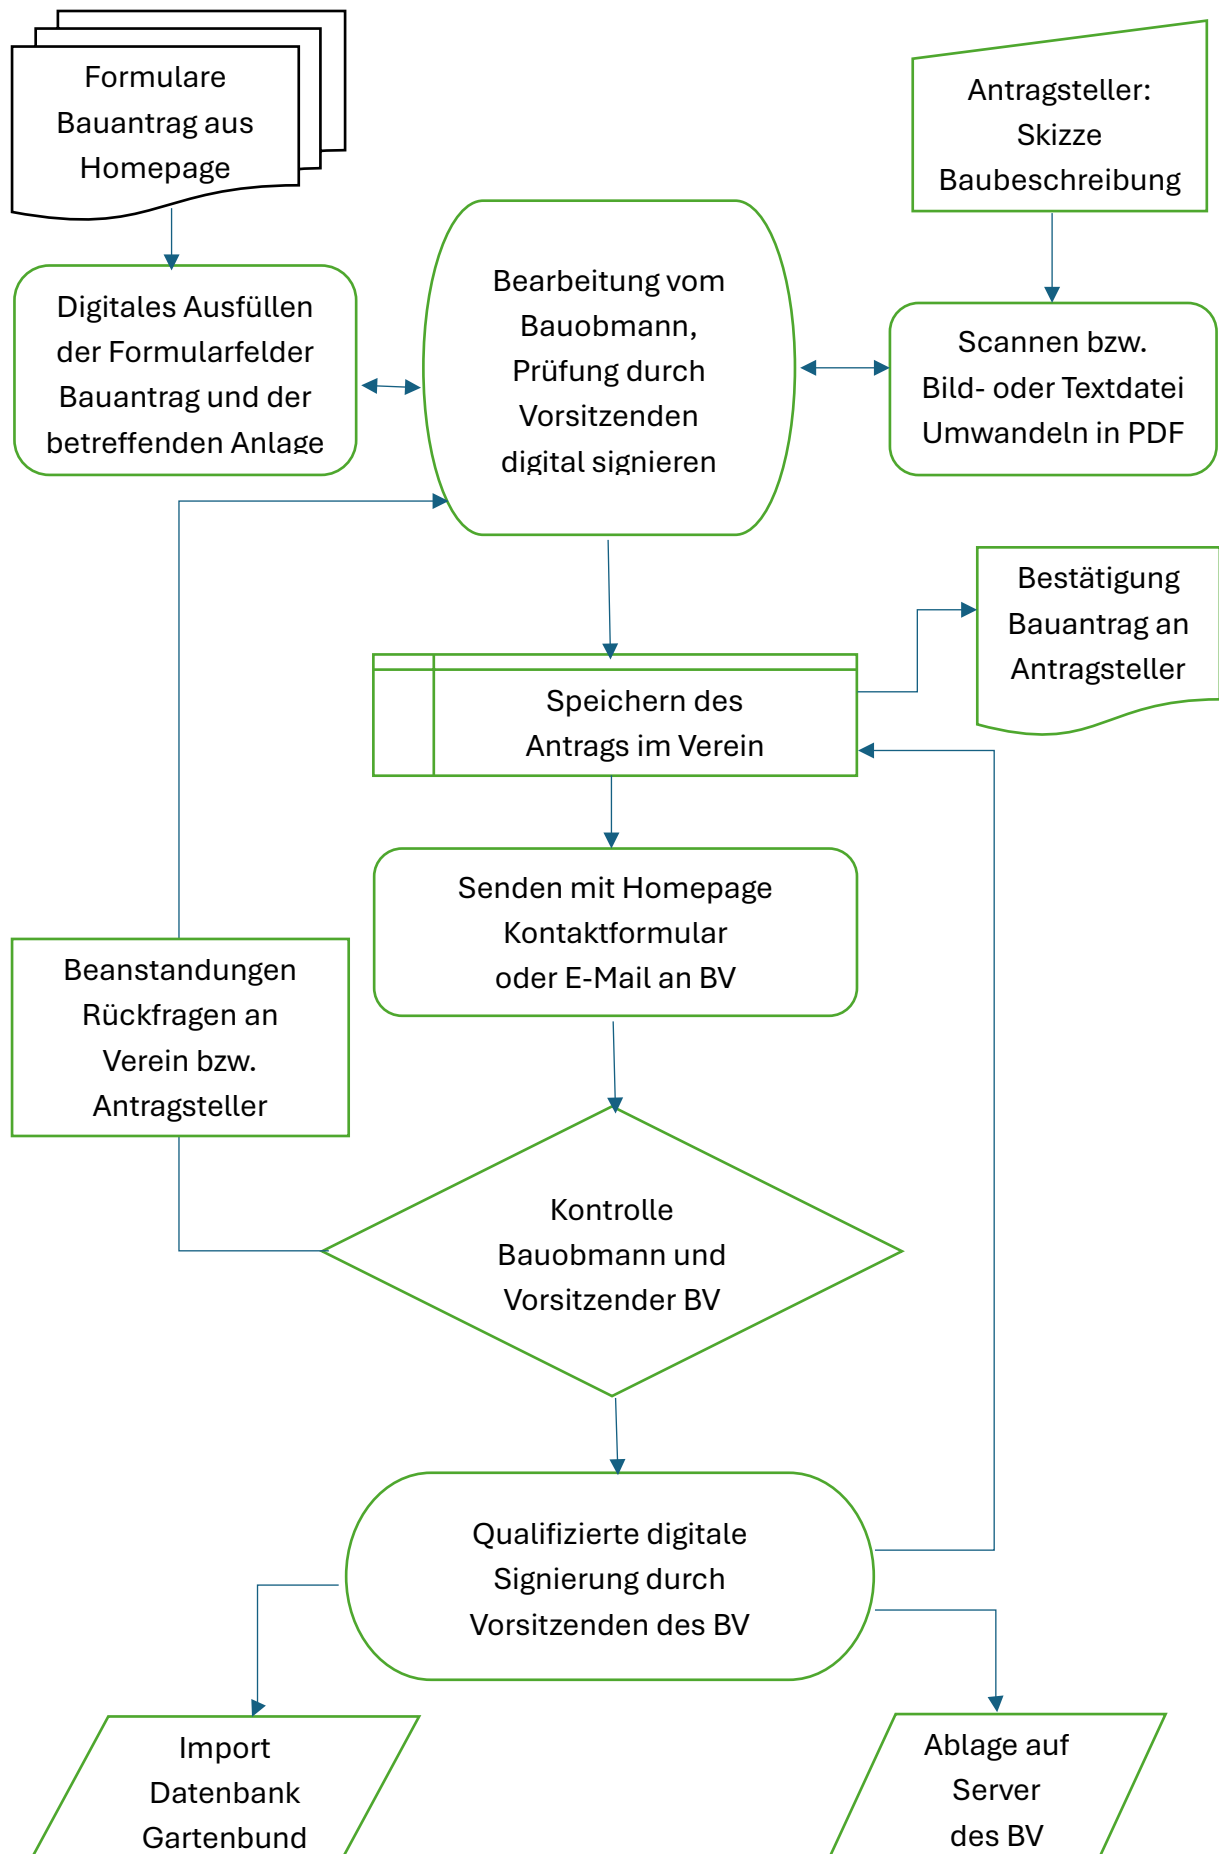 Formulare
Bauantrag aus
Homepage
Antragsteller:
Skizze
Baubeschreibung
Digitales Ausfüllen
der Formularfelder
Bauantrag und der
betreffenden Anlage
Bearbeitung vom
Bauobmann,
Prüfung durch
Vorsitzenden
digital signieren
Scannen bzw.
Bild- oder Textdatei
Umwandeln in PDF
Bestätigung
Bauantrag an
Antragsteller
Speichern des
Antrags im Verein
Senden mit Homepage
Kontaktformular
oder E-Mail an BV
Beanstandungen
Rückfragen an
Verein bzw.
Antragsteller
Kontrolle
Bauobmann und
Vorsitzender BV
Qualifizierte digitale
Signierung durch
Vorsitzenden des BV
Import
Datenbank
Gartenbund
Ablage auf
Server
des BV